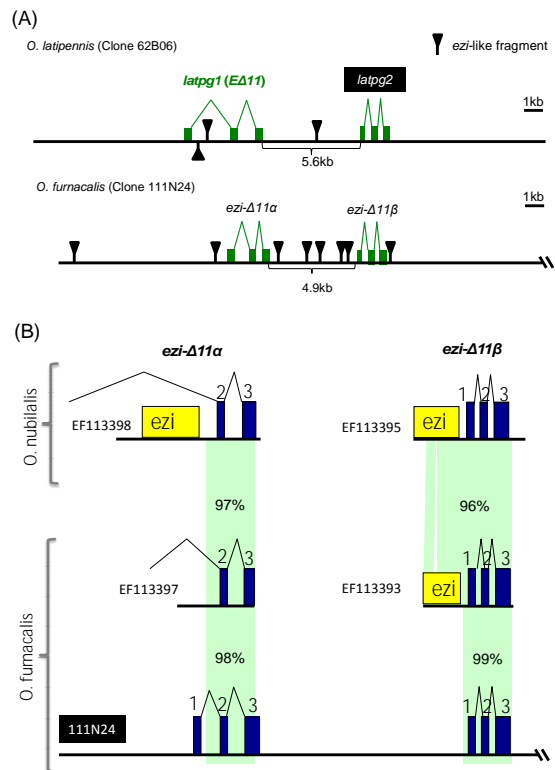 (A)
O. latipennis (Clone 62B06)
ezi-like fragment
latpg1 (EΔ11)
latpg2
1kb
5.6kb
O. furnacalis (Clone 111N24)
1kb
ezi-Δ11α
ezi-Δ11β
4.9kb
(B)
ezi-Δ11α
ezi-Δ11β
O. nubilalis
2 3
1 2 3
EF113398
ezi
EF113395
ezi
97%
96%
O. furnacalis
2 3
1 2 3
EF113397
EF113393
ezi
98%
99%
1 2 3
1 2 3
111N24